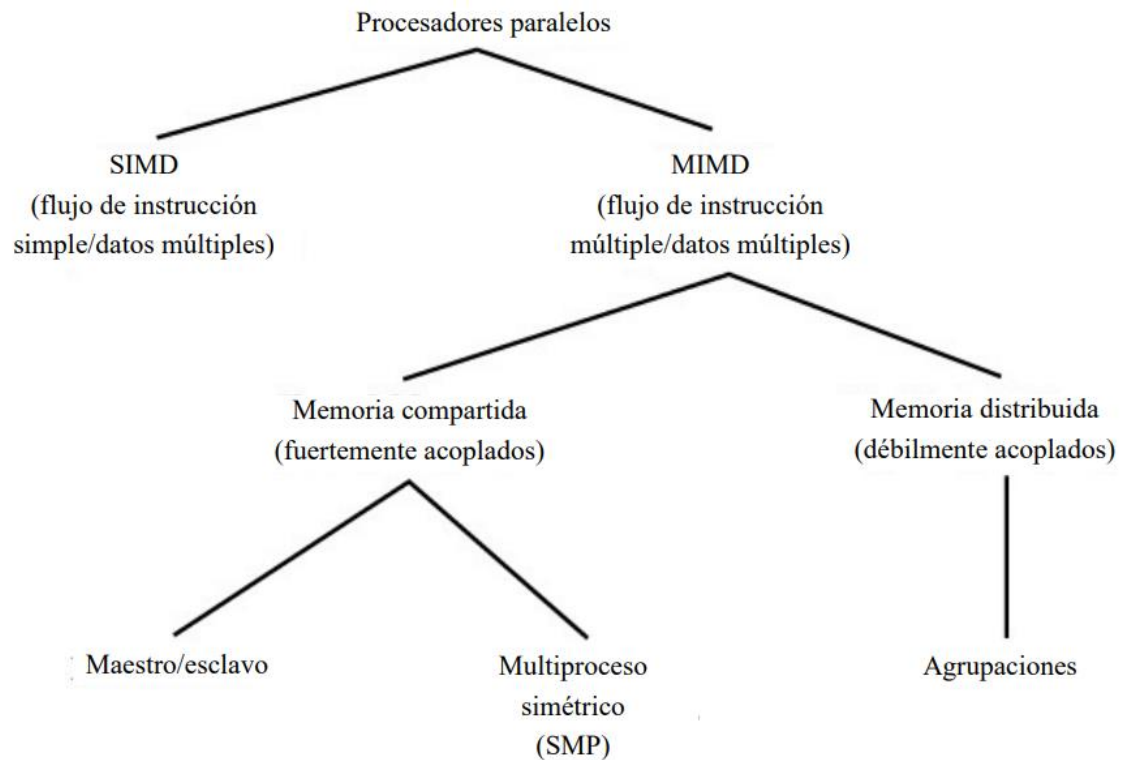 Procesadores paralelos
SIMD
(flujo de instrucción
simple/datos múltiples)
MIMD
(flujo de instrucción
múltiple/datos múltiples)
Memoria compartida
(fuertemente acoplados)
Memoria distribuida
(débilmente acoplados)
Maestro/esclavo
Multiproceso
simétrico
(SMP)
Agrupaciones